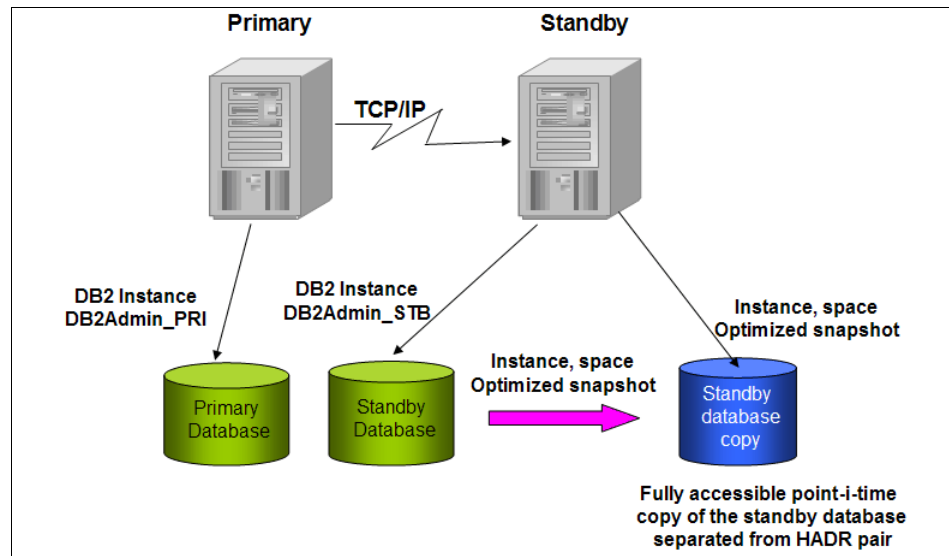 Primary
Standby
TCP/IP
DB2 Instance
DB2Admin_PRI
DB2 Instance
DB2Admin_STB
Instance, space
Optimized snapshot
Instance, space
Optimized snapshot
Primary
Database
Standby
Database
Standby
database
copy
Fully accessible point-i-time
copy of the standby database
separated from HADR pair